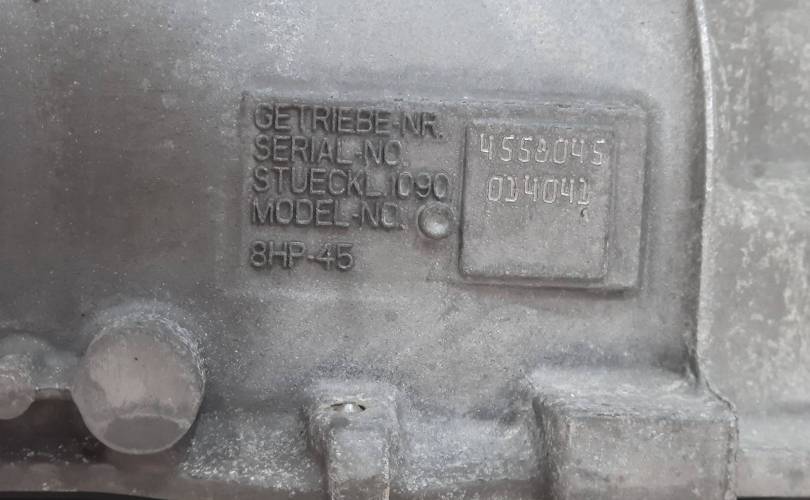 GETRIEBE-NR.
SERIAL-NO.
STUECKL.1090
MODEL-NO.
8HP-45
4558045
014041